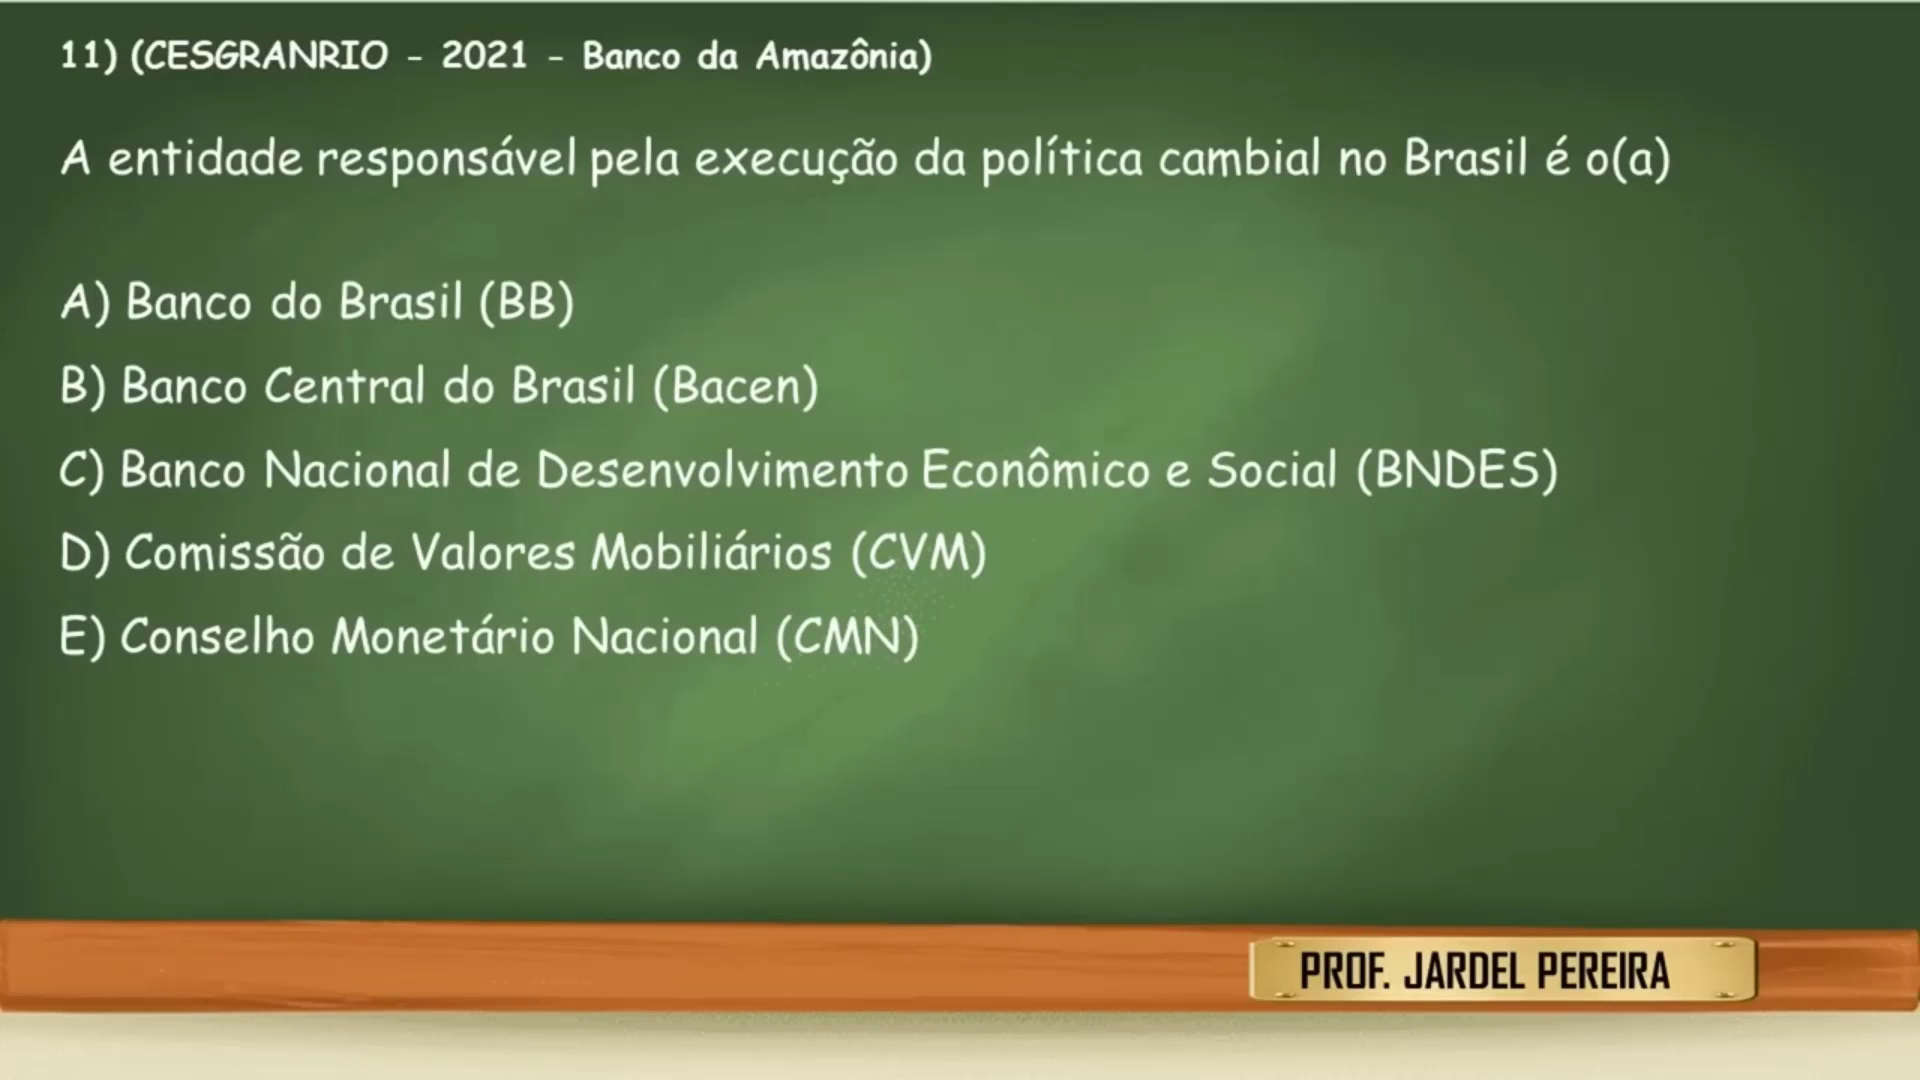 11) (CESGRANRIO - 2021 - Banco da Amazônia)
A entidade responsável pela execução da política cambial no Brasil é o(a)
A) Banco do Brasil (BB)
B) Banco Central do Brasil (Bacen)
C) Banco Nacional de Desenvolvimento Econômico e Social (BNDES)
D) Comissão de Valores Mobiliários (CVM)
E) Conselho Monetário Nacional (CMN)
PROF. JARDEL PEREIRA